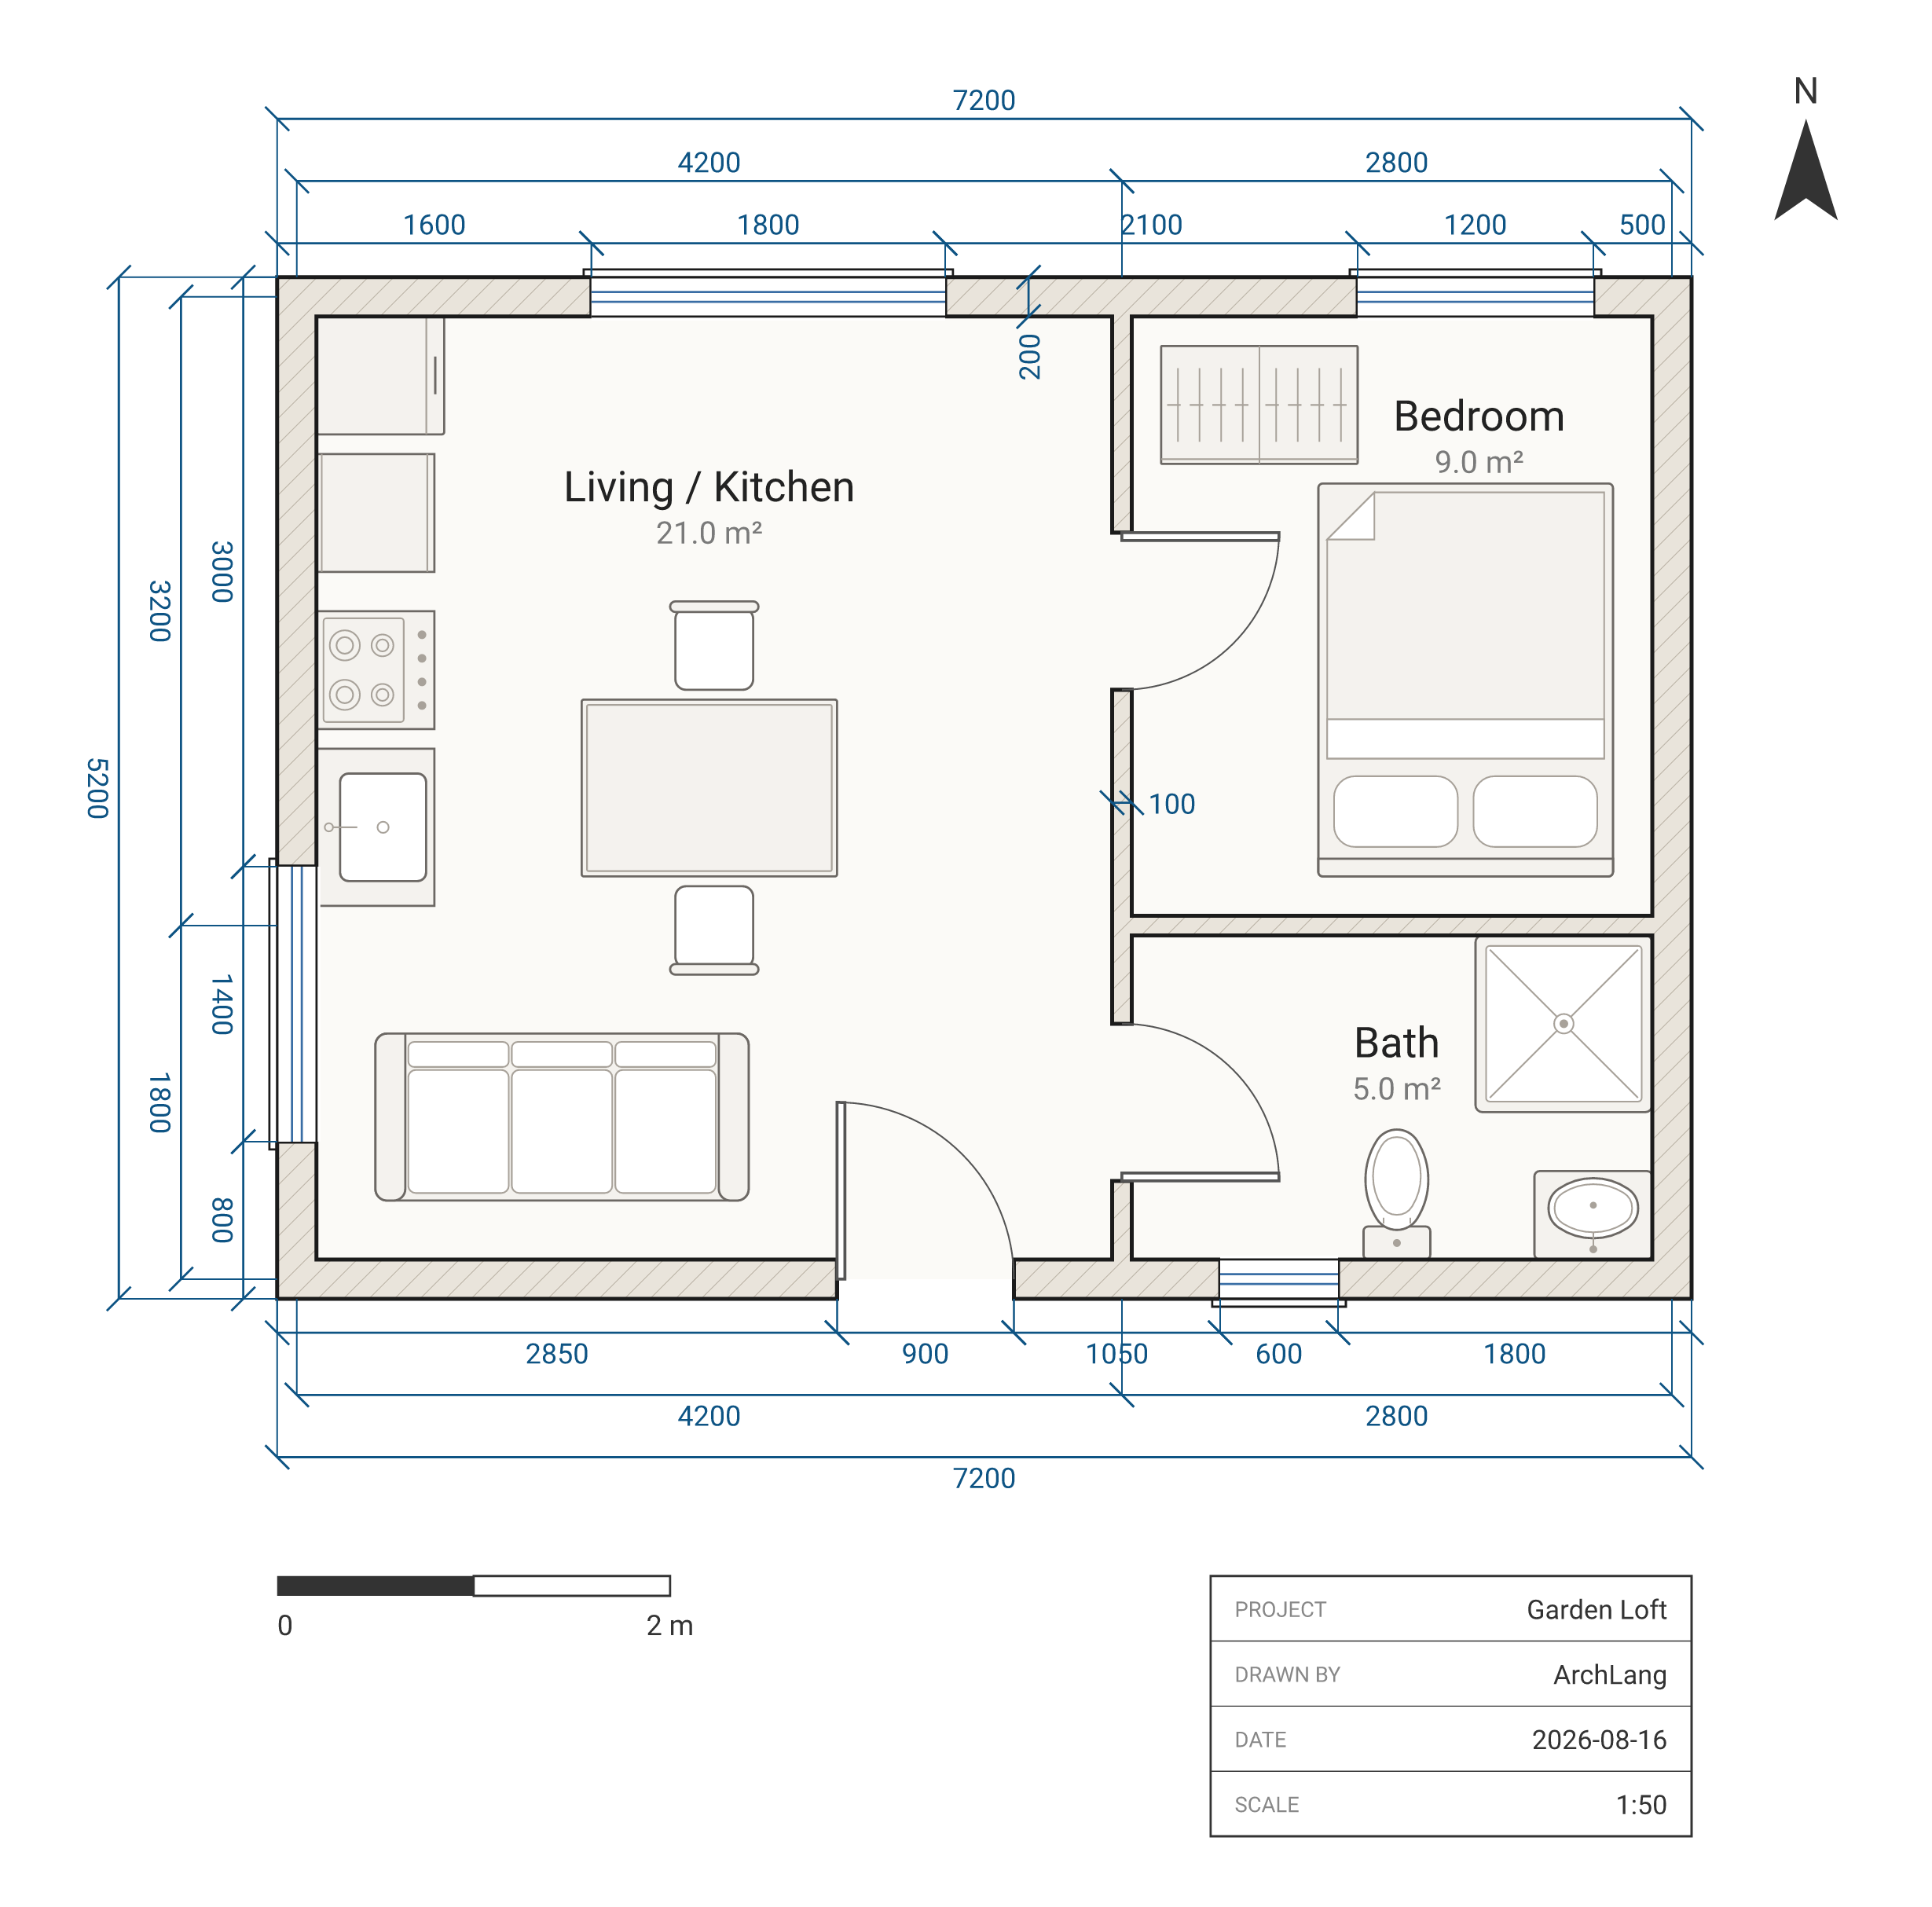 N
7200
4200
2800
1600
1800
2100
1200
500
200
Living / Kitchen
21.0 m²
Bedroom
9.0 m²
3000
3200
5200
100
1400
1800
800
Bath
5.0 m²
2850
900
1050
600
1800
4200
2800
7200
0
2 m
PROJECT Garden Loft
DRAWN BY ArchLang
DATE 2026-08-16
SCALE 1:50